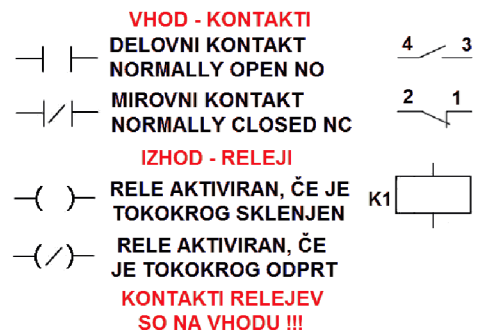 VHOD - KONTAKTI
DELOVNI KONTAKT
NORMALLY OPEN NO
4 3
MIROVNI KONTAKT
NORMALLY CLOSED NC
2 1
IZHOD - RELEJI
RELE AKTIVIRAN, ČE JE
TOKOKROG SKLENJEN
K1
RELE AKTIVIRAN, ČE
JE TOKOKROG ODPRT
KONTAKTI RELEJEV
SO NA VHODU !!!